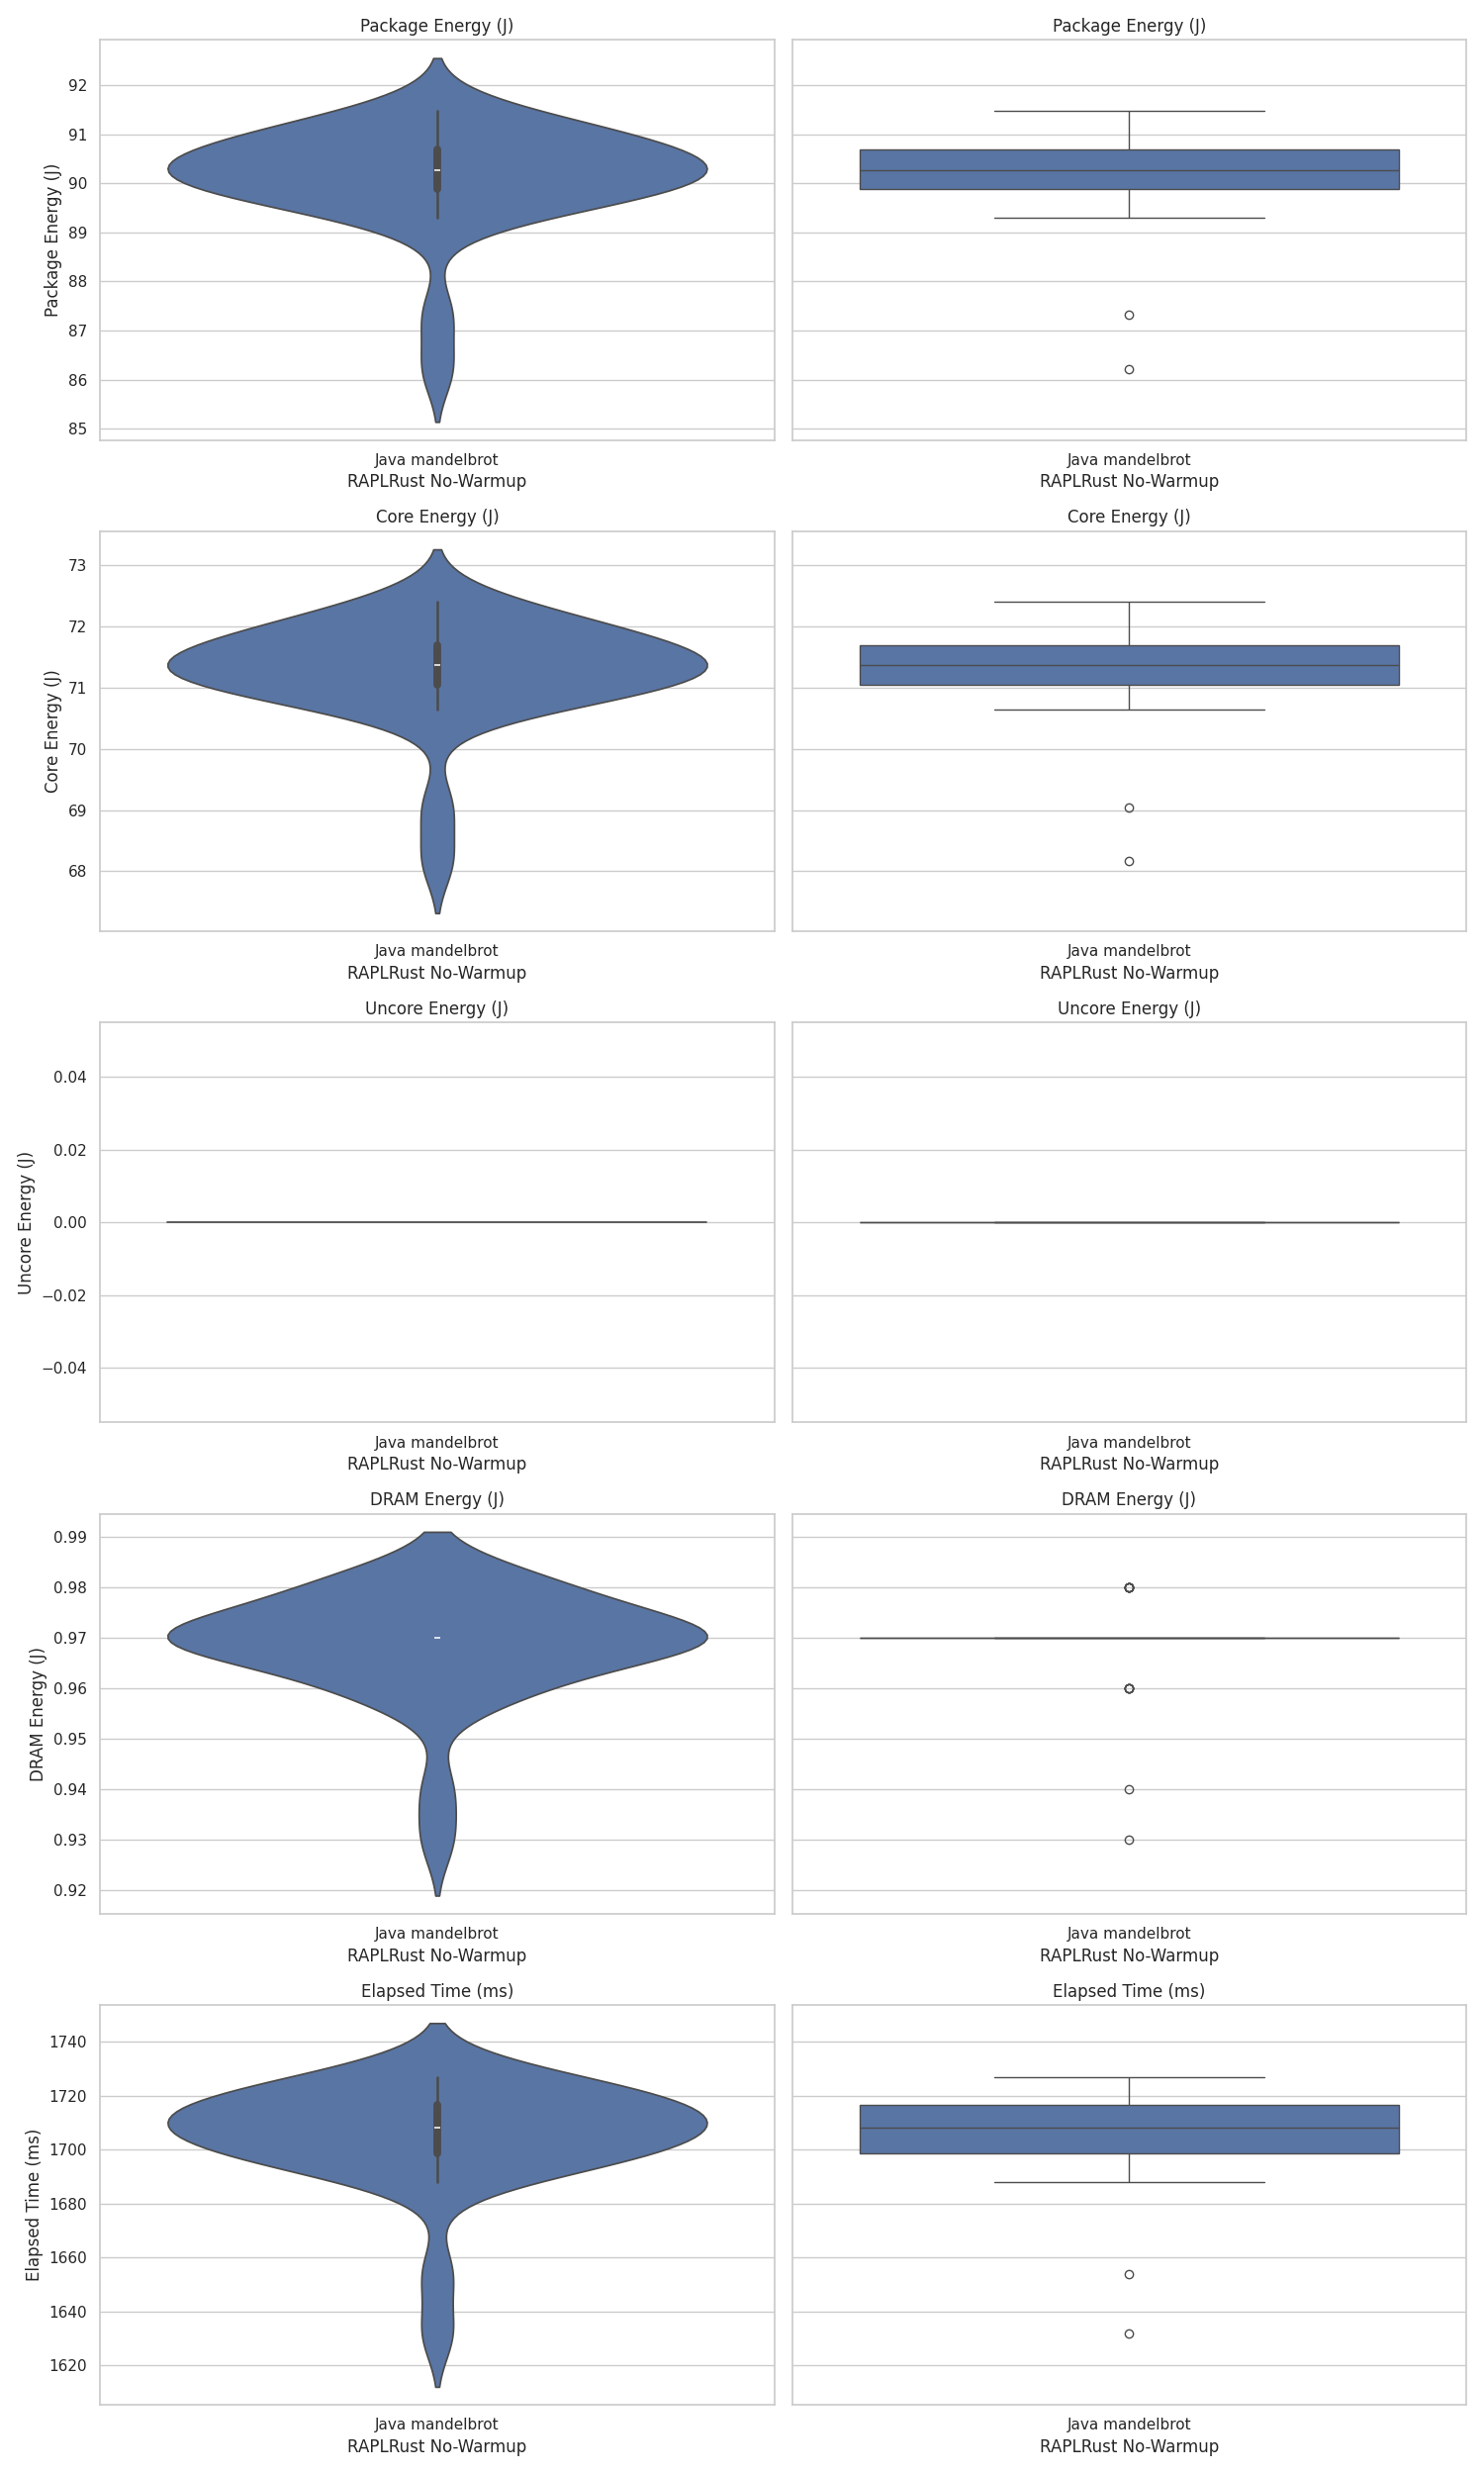 Package Energy (J)
Package Energy (J)
Package Energy (J)
92
91
90
89
88
87
86
85
Java mandelbrot
RAPLRust No-Warmup
Java mandelbrot
RAPLRust No-Warmup
Core Energy (J)
Core Energy (J)
Core Energy (J)
73
72
71
70
69
68
Java mandelbrot
RAPLRust No-Warmup
Java mandelbrot
RAPLRust No-Warmup
Uncore Energy (J)
Uncore Energy (J)
Uncore Energy (J)
0.04
0.02
0.00
−0.02
−0.04
Java mandelbrot
RAPLRust No-Warmup
Java mandelbrot
RAPLRust No-Warmup
DRAM Energy (J)
DRAM Energy (J)
DRAM Energy (J)
0.99
0.98
0.97
0.96
0.95
0.94
0.93
0.92
Java mandelbrot
RAPLRust No-Warmup
Java mandelbrot
RAPLRust No-Warmup
Elapsed Time (ms)
Elapsed Time (ms)
Elapsed Time (ms)
1740
1720
1700
1680
1660
1640
1620
Java mandelbrot
RAPLRust No-Warmup
Java mandelbrot
RAPLRust No-Warmup